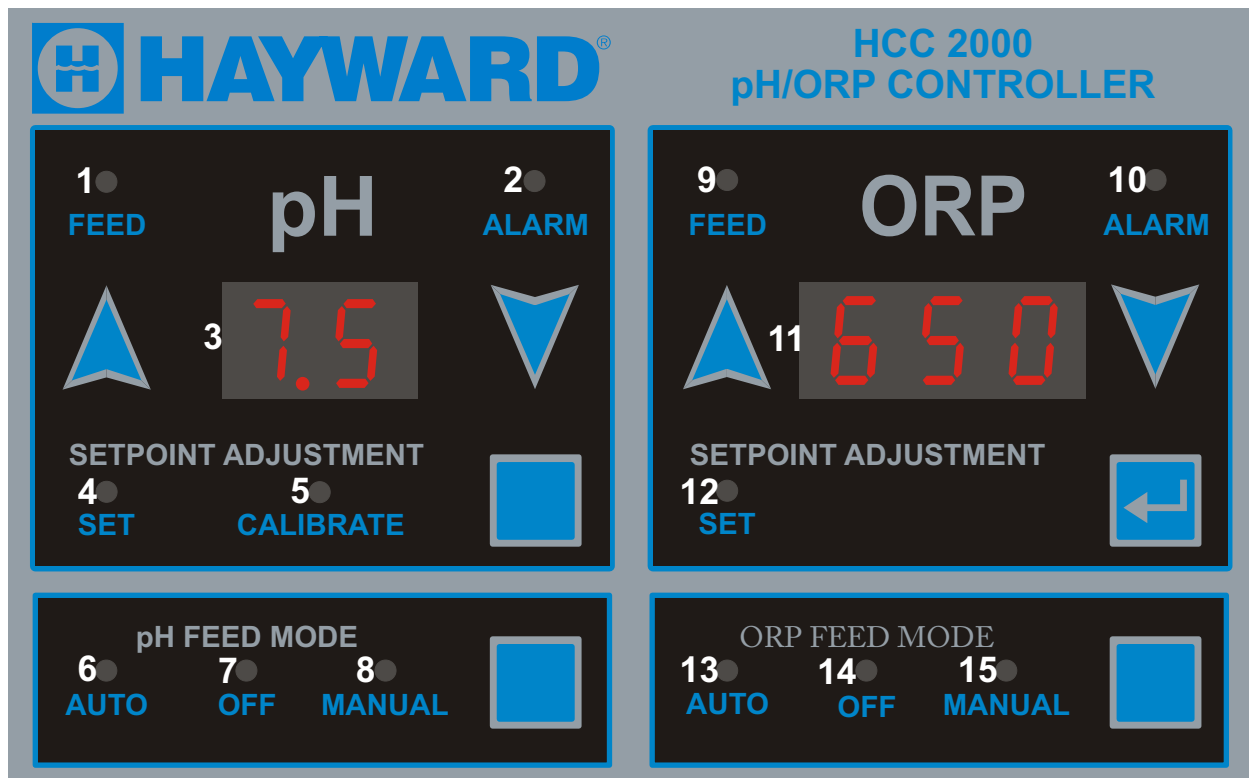 HAYWARD®
HCC 2000
pH/ORP CONTROLLER
1
pH
2
FEED
ALARM
3
7.5
SETPOINT ADJUSTMENT
4
5
SET
CALIBRATE
9
ORP
10
FEED
ALARM
11
650
SETPOINT ADJUSTMENT
12
SET
pH FEED MODE
6
7
8
AUTO
OFF
MANUAL
ORP FEED MODE
13
14
15
AUTO
OFF
MANUAL